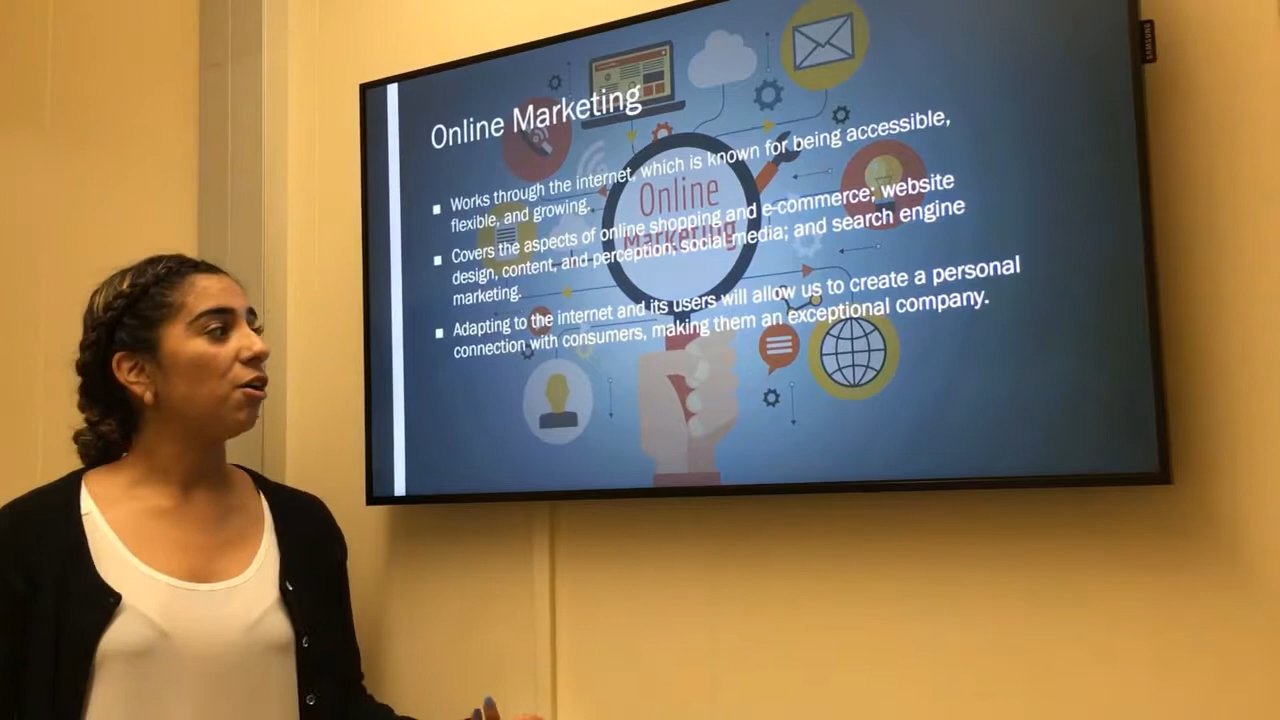 SAMSUNG
Online Marketing
Works through the internet, which is known for being accessible,
flexible, and growing.
Covers the aspects of online shopping and e-commerce; website
design, content, and perception; social media; and search engine
marketing.
Adapting to the internet and its users will allow us to create a personal
connection with consumers, making them an exceptional company.
Online
Marketing